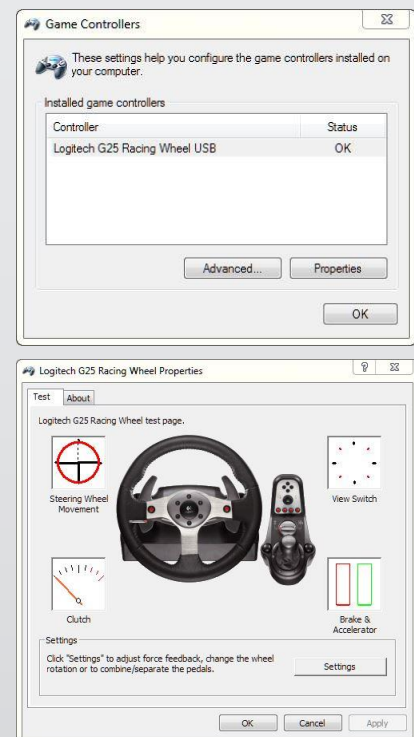 Game Controllers
These settings help you configure the game controllers installed on
your computer.
Installed game controllers
Controller Status
Logitech G25 Racing Wheel USB OK
Advanced... Properties
OK
Logitech G25 Racing Wheel Properties
Test About
Logitech G25 Racing Wheel test page.
Steering Wheel
Movement
View Switch
Clutch
Brake &
Accelerator
Settings
Click "Settings" to adjust force feedback, change the wheel
rotation or to combine/separate the pedals.
Settings
OK Cancel Apply